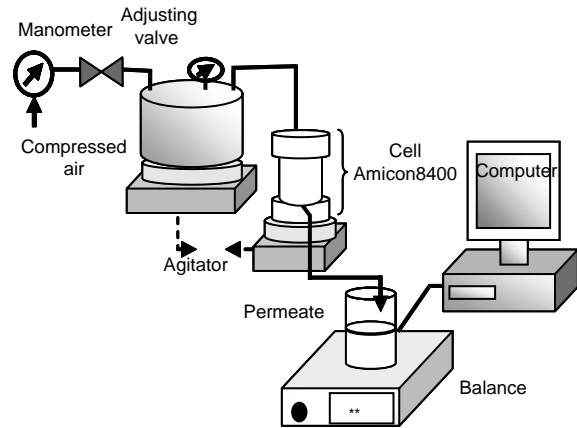 Manometer
Adjusting
valve
Compressed
air
Cell
Amicon8400
Computer
Agitator
Permeate
Balance
**